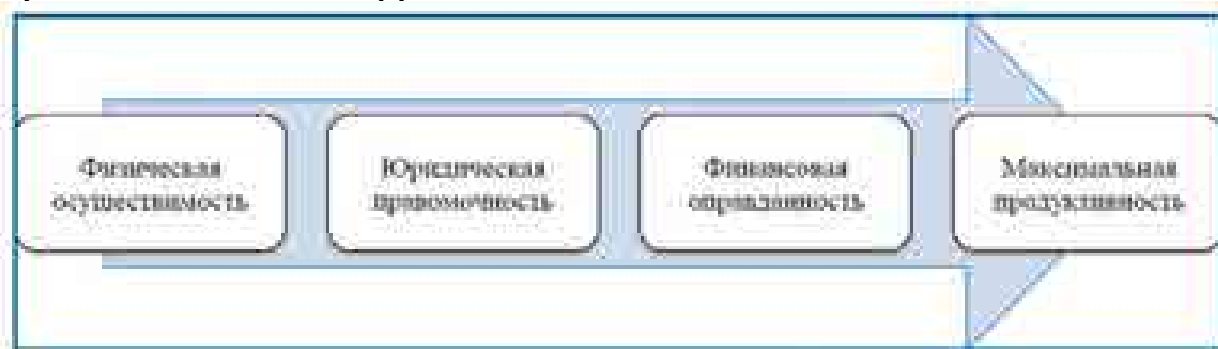 Физическая
осуществимость
Юридическая
правомочность
Финансовая
оправданность
Максимальная
продуктивность